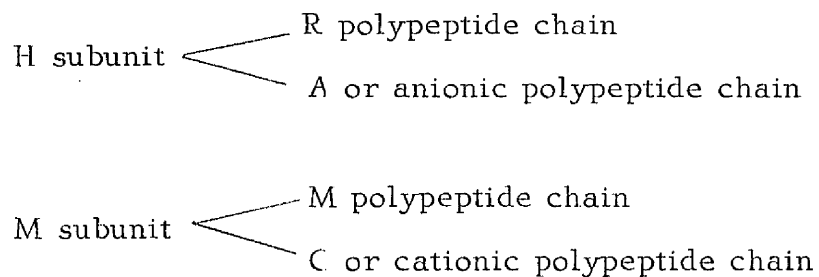 R polypeptide chain
H subunit
A or anionic polypeptide chain
M polypeptide chain
M subunit
C or cationic polypeptide chain